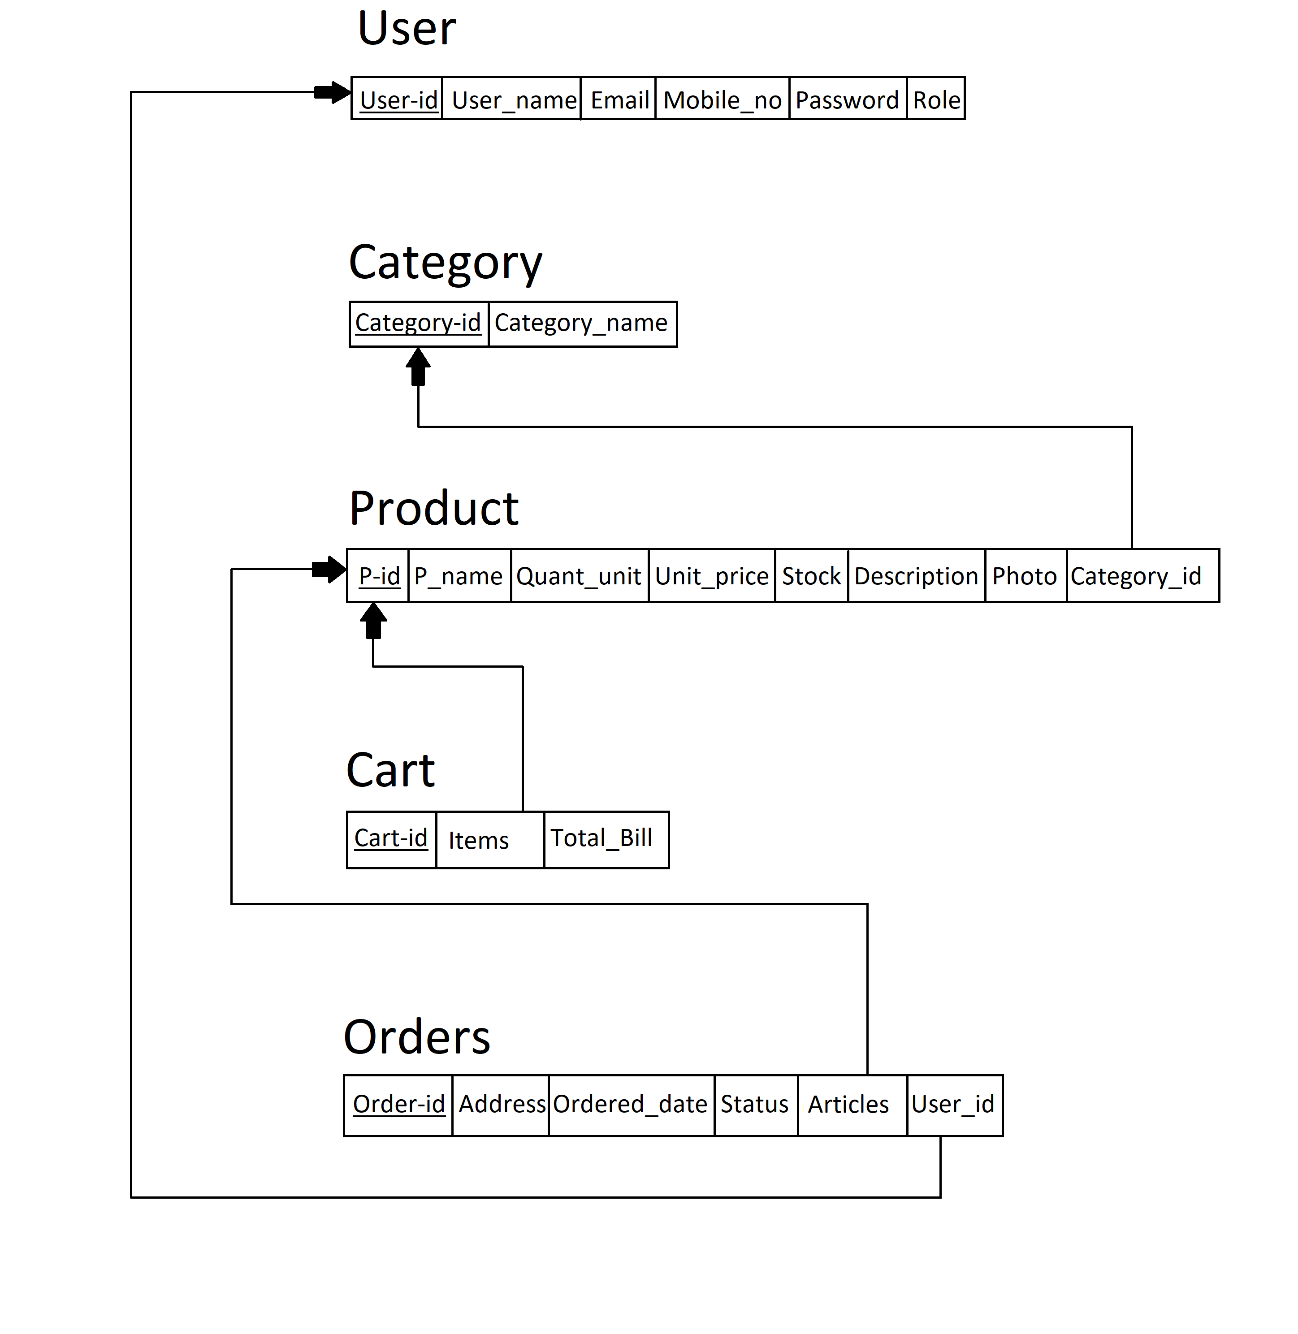 User
User-id User_name Email Mobile_no Password Role
Category
Category-id Category_name
Product
P-id P_name Quant_unit Unit_price Stock Description Photo Category_id
Cart
Cart-id Items Total_Bill
Orders
Order-id Address Ordered_date Status Articles User_id